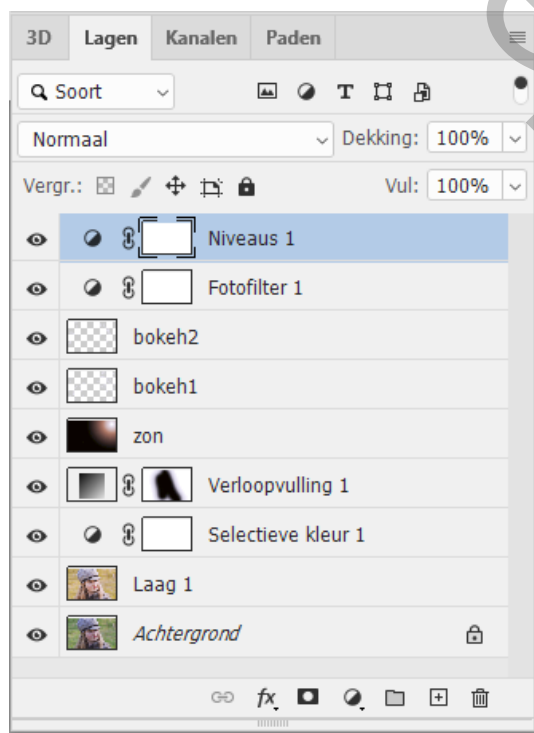 3D Lagen Kanalen Paden
Soort T
Normaal Dekking: 100%
Vergr.: Vul: 100%
Niveaus 1
Fotofilter 1
bokeh2
bokeh1
zon
Verloopvulling 1
Selectieve kleur 1
Laag 1
Achtergrond
fx